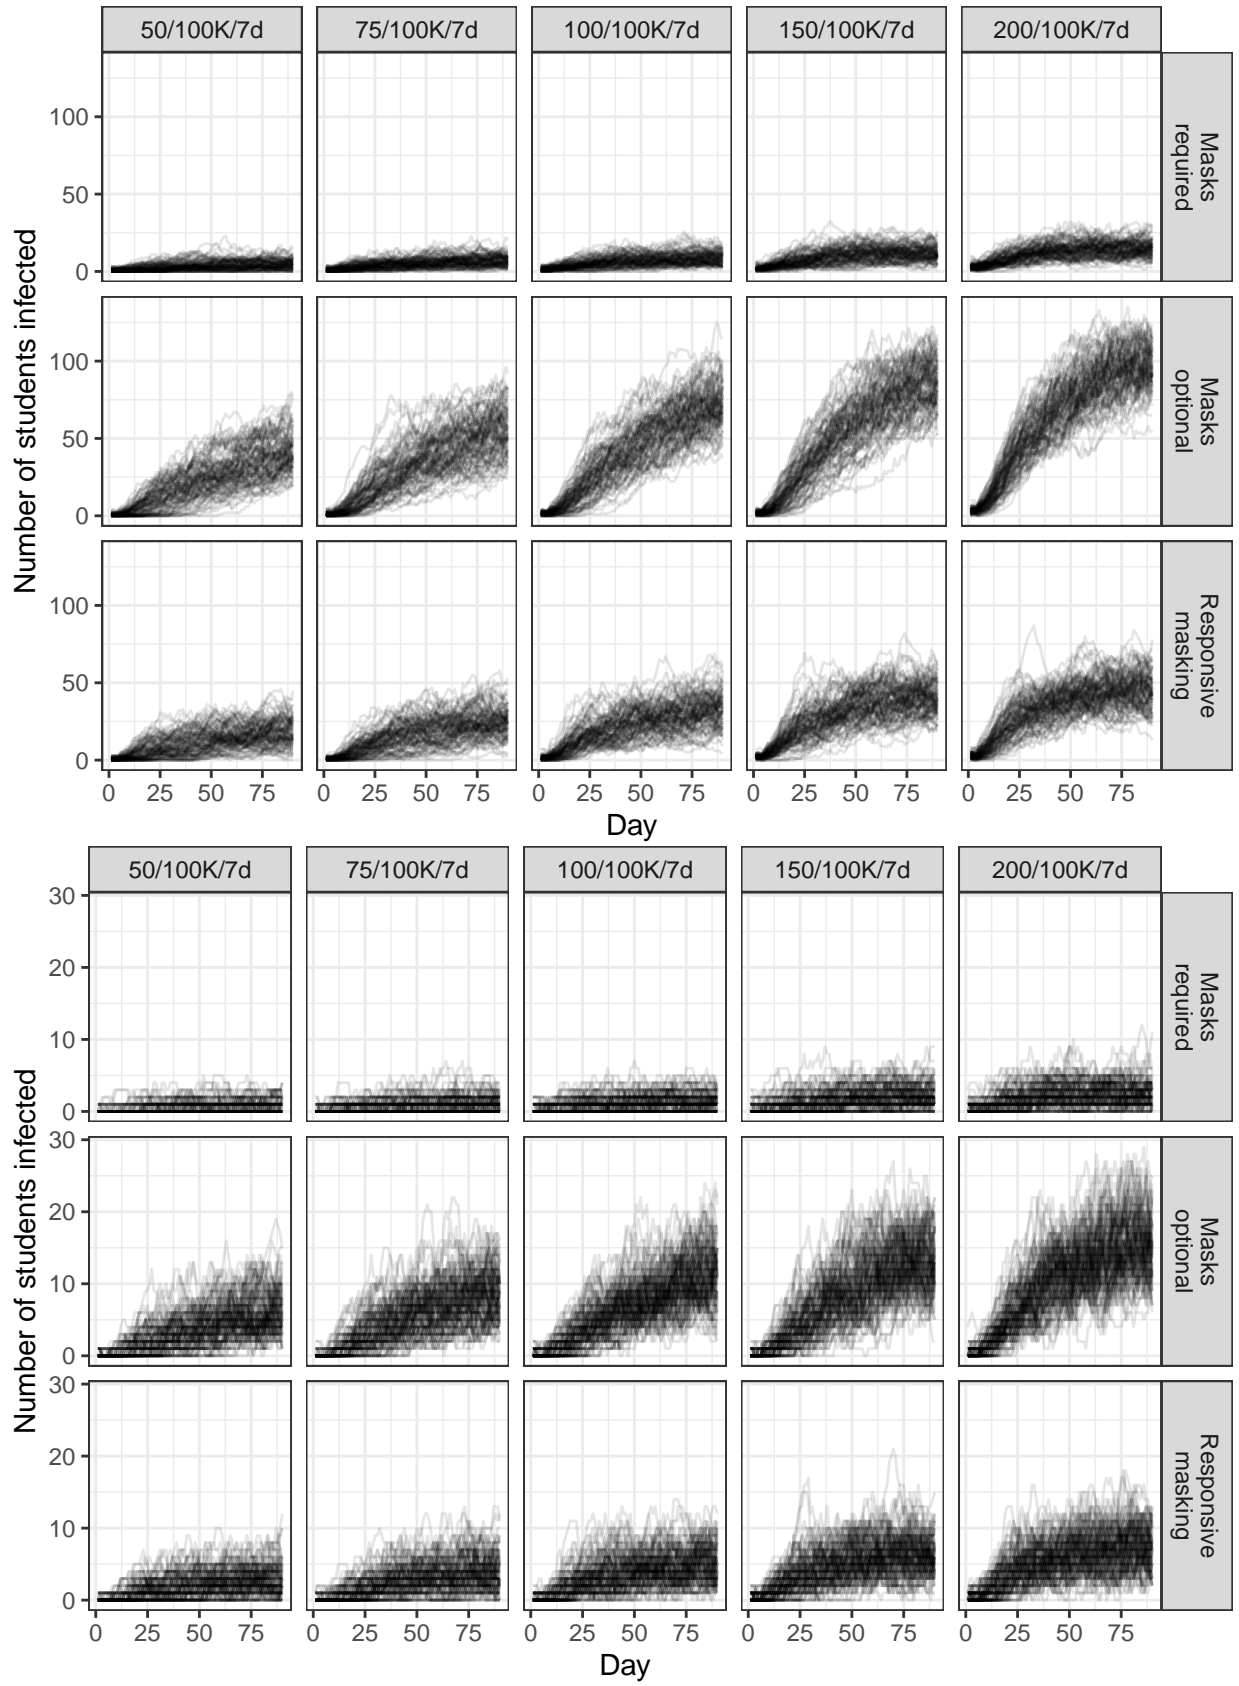 50/100K/7d 75/100K/7d 100/100K/7d 150/100K/7d 200/100K/7d
100
50
0
Masks
required
100
50
0
Masks
optional
100
50
0
Responsive
masking
Number of students infected
0 25 50 75 0 25 50 75 0 25 50 75 0 25 50 75 0 25 50 75
Day
50/100K/7d 75/100K/7d 100/100K/7d 150/100K/7d 200/100K/7d
30
20
10
0
Masks
required
30
20
10
0
Masks
optional
30
20
10
0
Responsive
masking
Number of students infected
0 25 50 75 0 25 50 75 0 25 50 75 0 25 50 75 0 25 50 75
Day